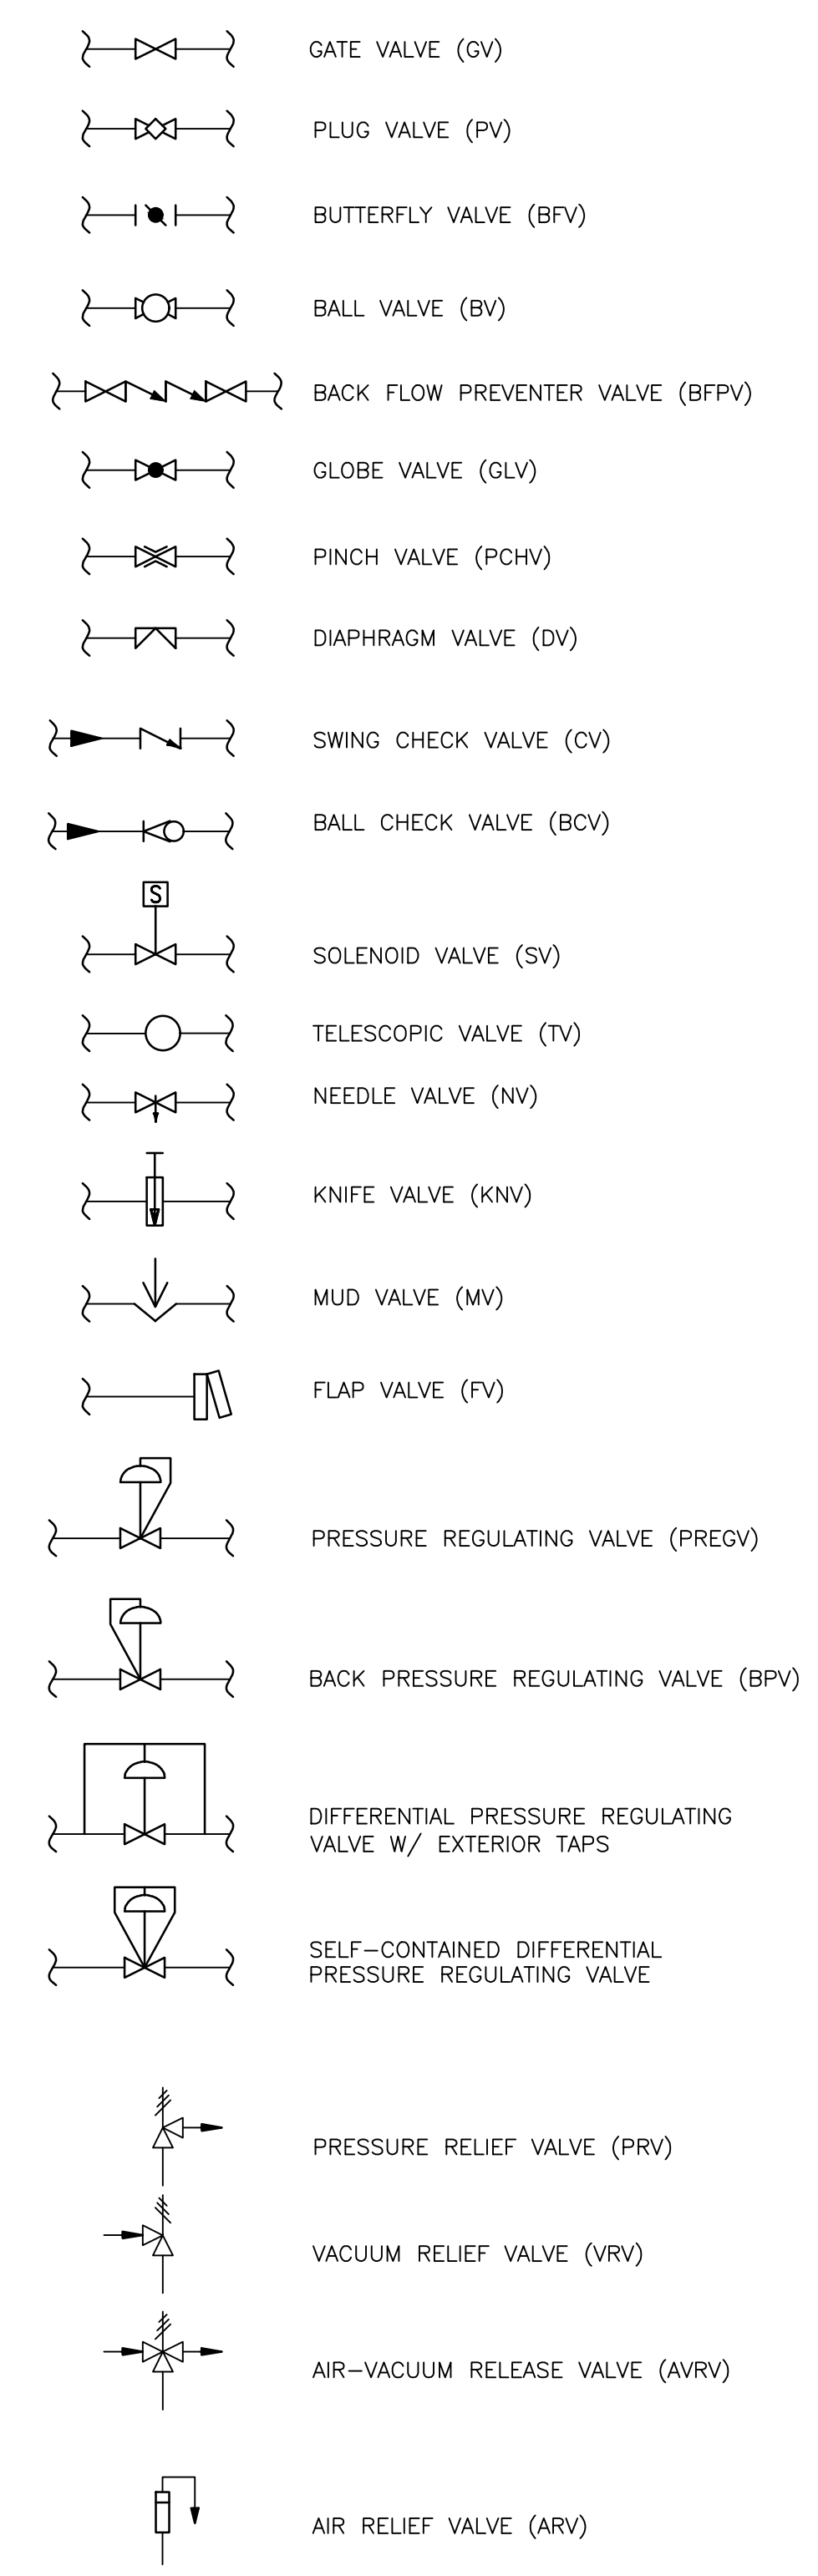 GATE VALVE (GV)
PLUG VALVE (PV)
BUTTERFLY VALVE (BFV)
BALL VALVE (BV)
BACK FLOW PREVENTER VALVE (BFPV)
GLOBE VALVE (GLV)
PINCH VALVE (PCHV)
DIAPHRAGM VALVE (DV)
SWING CHECK VALVE (CV)
BALL CHECK VALVE (BCV)
S
SOLENOID VALVE (SV)
TELESCOPIC VALVE (TV)
NEEDLE VALVE (NV)
KNIFE VALVE (KNV)
MUD VALVE (MV)
FLAP VALVE (FV)
PRESSURE REGULATING VALVE (PREGV)
BACK PRESSURE REGULATING VALVE (BPV)
DIFFERENTIAL PRESSURE REGULATING
VALVE W/ EXTERIOR TAPS
SELF-CONTAINED DIFFERENTIAL
PRESSURE REGULATING VALVE
PRESSURE RELIEF VALVE (PRV)
VACUUM RELIEF VALVE (VRV)
AIR-VACUUM RELEASE VALVE (AVRV)
AIR RELIEF VALVE (ARV)